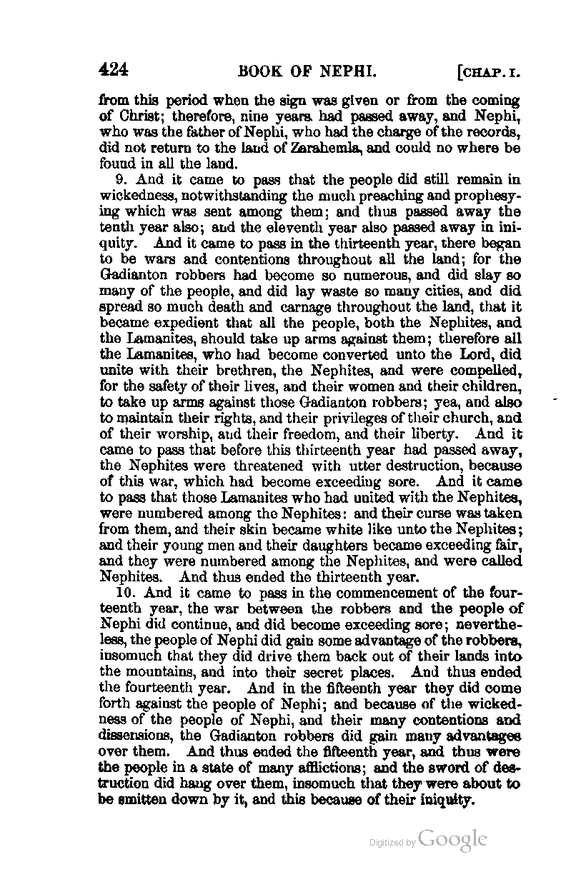 424 BOOK OF NEPHI. [CHAP. I.
from this period when the sign was given or from the coming
of Christ; therefore, nine years had passed away, and Nephi,
who was the father of Nephi, who had the charge of the records,
did not return to the land of Zarahemla, and could no where be
found in all the land.
9. And it came to pass that the people did still remain in
wickedness, notwithstanding the much preaching and prophesy-
ing which was sent among them; and thus passed away the
tenth year also; and the eleventh year also passed away in ini-
quity. And it came to pass in the thirteenth year, there began
to be wars and contentions throughout all the land; for the
Gadianton robbers had become so numerous, and did slay so
many of the people, and did lay waste so many cities, and did
spread so much death and carnage throughout the land, that it
became expedient that all the people, both the Nephites, and
the Lamanites, should take up arms against them; therefore all
the Lamanites, who had become converted unto the Lord, did
unite with their brethren, the Nephites, and were compelled,
for the safety of their lives, and their women and their children,
to take up arms against those Gadianton robbers; yea, and also
to maintain their rights, and their privileges of their church, and
of their worship, and their freedom, and their liberty. And it
came to pass that before this thirteenth year had passed away,
the Nephites were threatened with utter destruction, because
of this war, which had become exceeding sore. And it came
to pass that those Lamanites who had united with the Nephites,
were numbered among the Nephites: and their curse was taken
from them, and their skin became white like unto the Nephites;
and their young men and their daughters became exceeding fair,
and they were numbered among the Nephites, and were called
Nephites. And thus ended the thirteenth year.
10. And it came to pass in the commencement of the four-
teenth year, the war between the robbers and the people of
Nephi did continue, and did become exceeding sore; neverthe-
less, the people of Nephi did gain some advantage of the robbers,
insomuch that they did drive them back out of their lands into
the mountains, and into their secret places. And thus ended
the fourteenth year. And in the fifteenth year they did come
forth against the people of Nephi; and because of the wicked-
ness of the people of Nephi, and their many contentions and
dissensions, the Gadianton robbers did gain many advantages
over them. And thus ended the fifteenth year, and thus were
the people in a state of many afflictions; and the sword of des-
truction did hang over them, insomuch that they were about to
be smitten down by it, and this because of their iniquity.
Digitized by Google